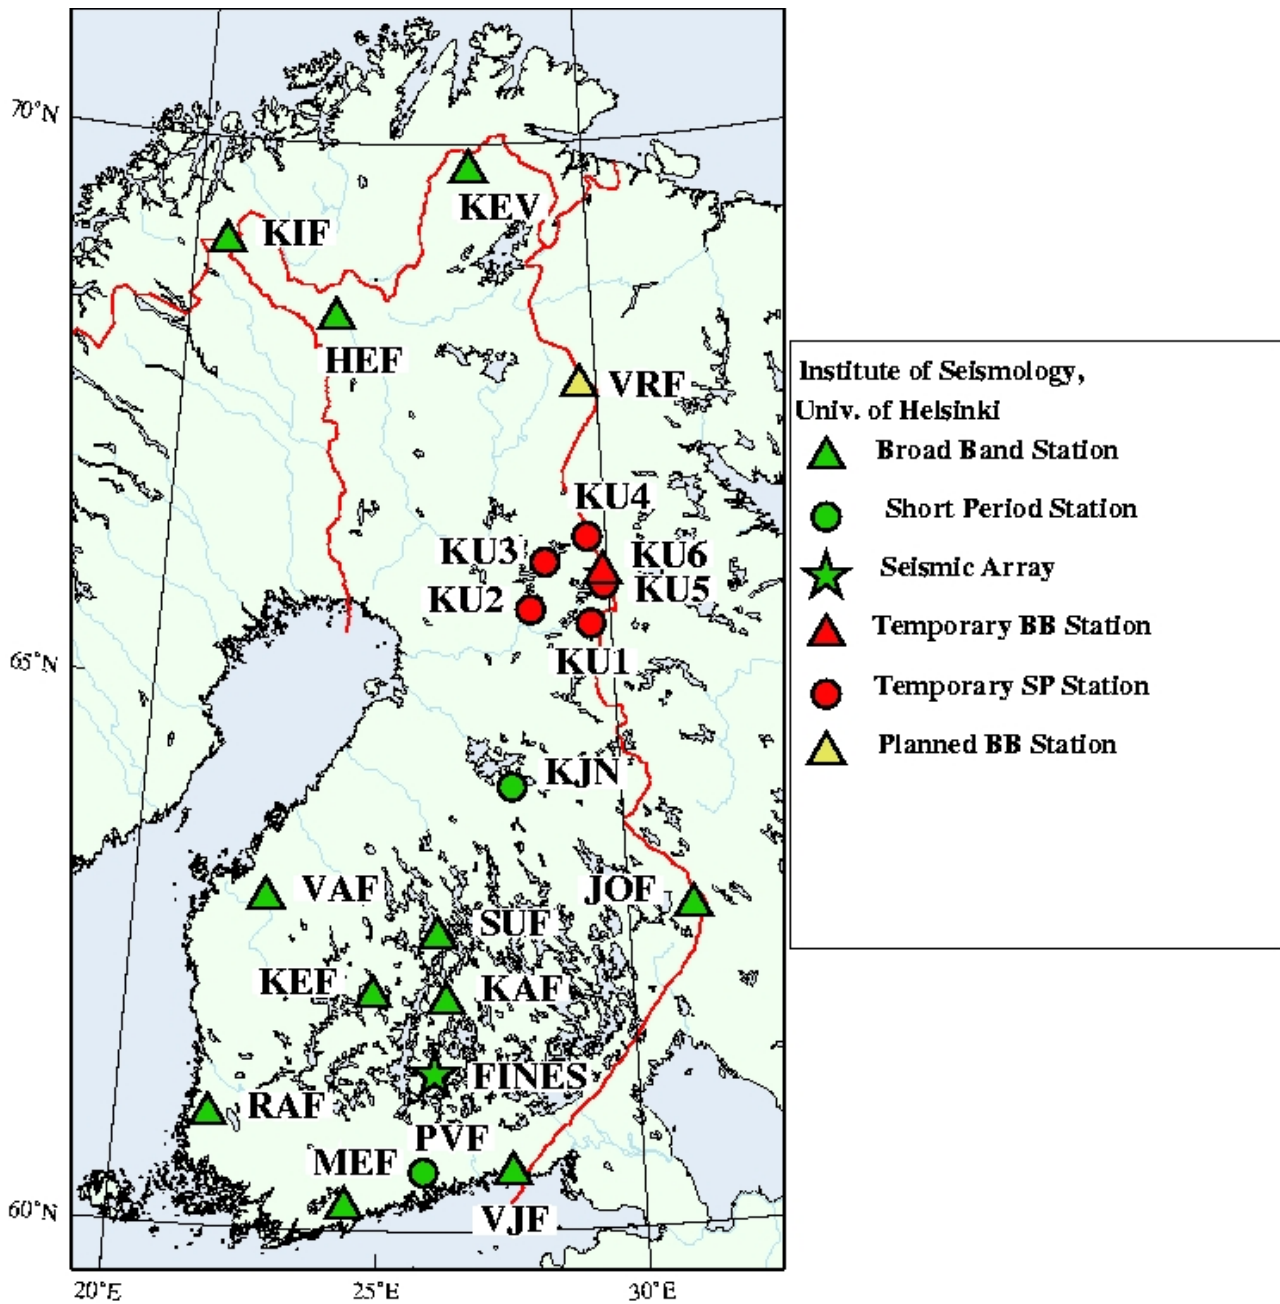 70°N
KEV
KIF
HEF
VRF
Institute of Seismology,
Univ. of Helsinki
Broad Band Station
KU4
Short Period Station
KU3
KU6
Seismic Array
KU5
KU2
Temporary BB Station
KU1
65°N
Temporary SP Station
Planned BB Station
KJN
VAF
JOF
SUF
KEF
KAF
FINES
RAF
PVF
MEF
VJF
60°N
20°E
25°E
30°E